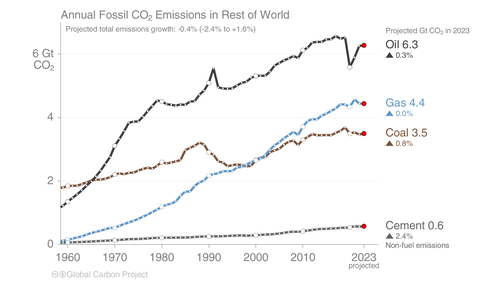 Annual Fossil CO₂ Emissions in Rest of World
Projected total emissions growth: -0.4% (-2.4% to +1.6%)
Projected Gt CO₂ in 2023
Oil 6.3
▲ 0.3%
6 Gt
CO₂
Gas 4.4
▲ 0.0%
4
Coal 3.5
▲ 0.8%
2
Cement 0.6
▲ 2.4%
Non-fuel emissions
0
1960 1970 1980 1990 2000 2010 2023
projected
Global Carbon Project